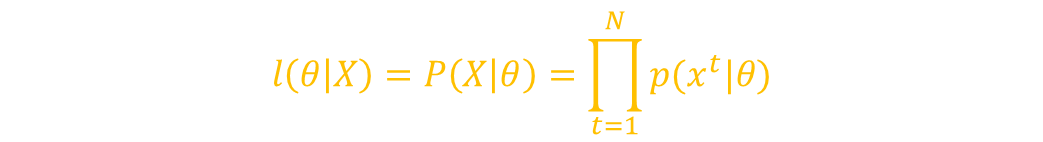 l(θ|X) = P(X|θ) = ∏_{t=1}^{N} p(x^t|θ)